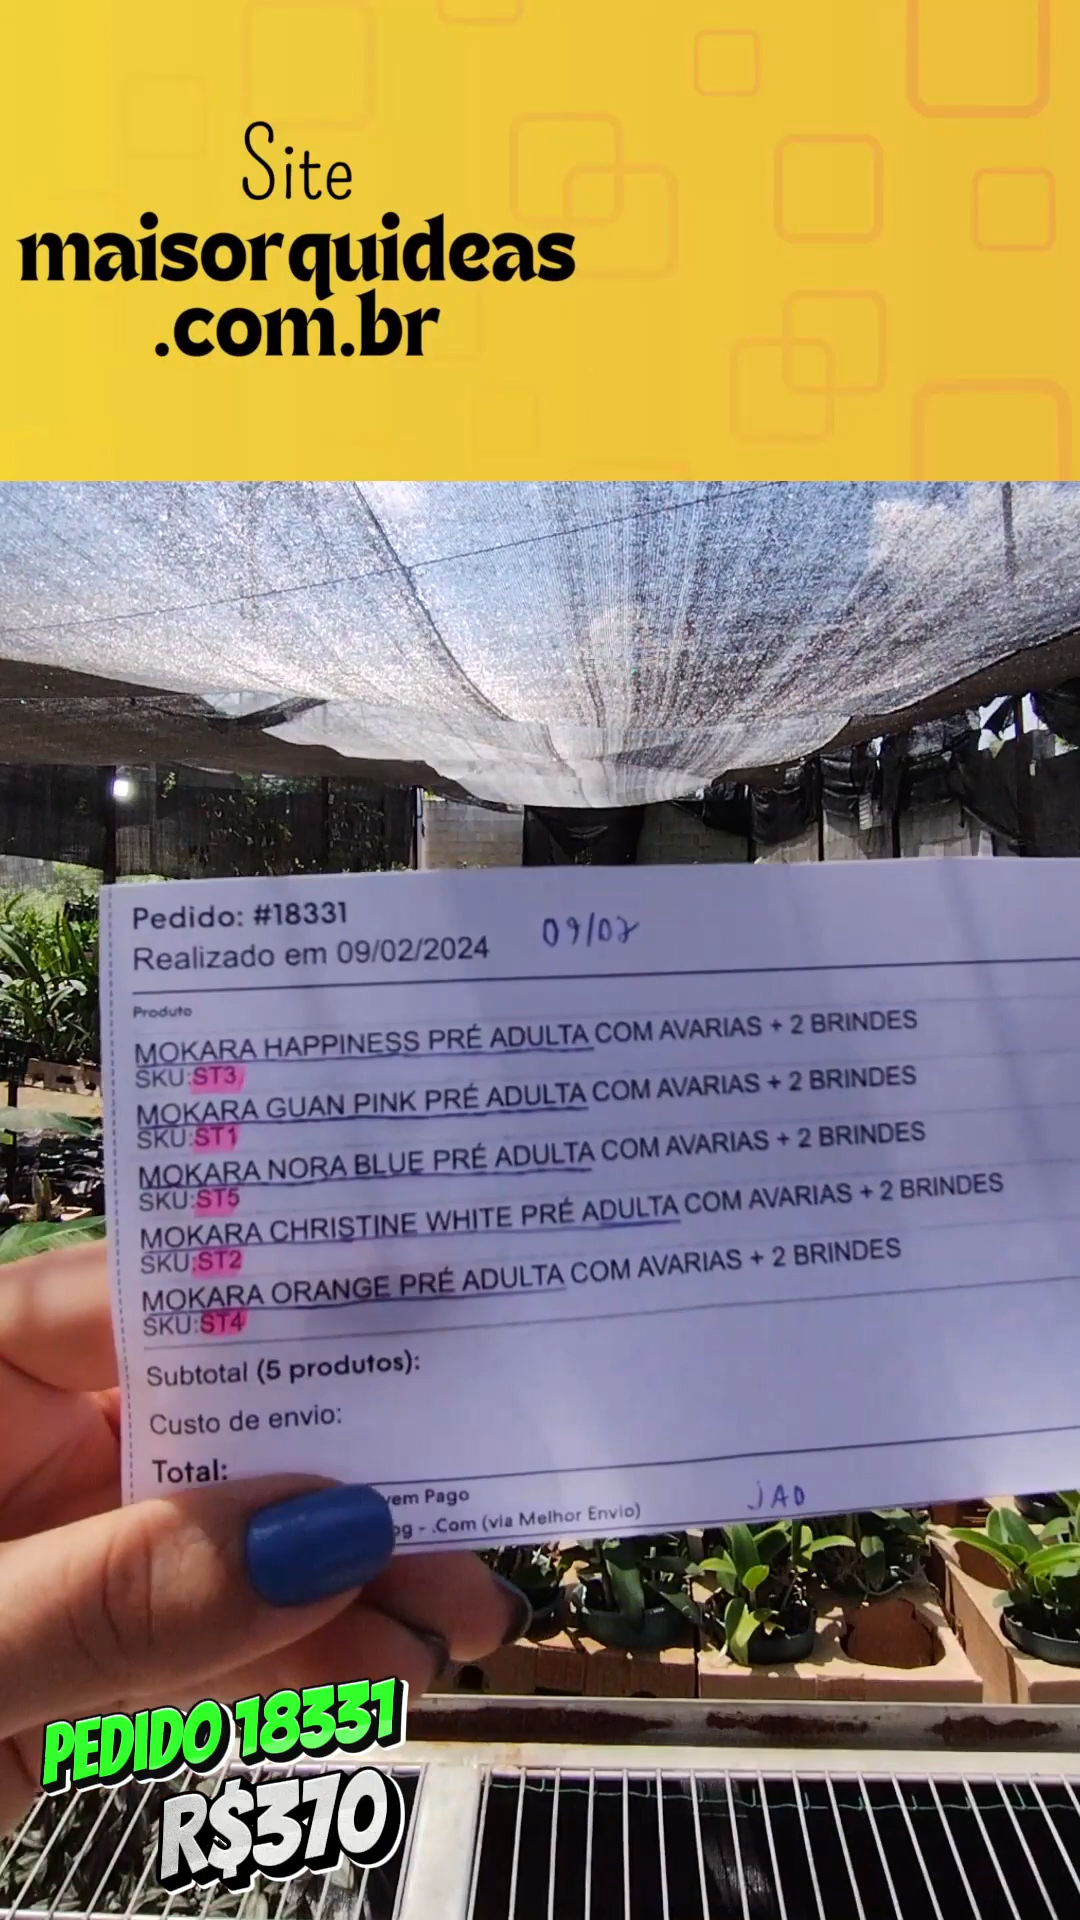 Site
maisorquideas
.com.br
Pedido: #18331
09/02
Realizado em 09/02/2024
Produto
MOKARA HAPPINESS PRÉ ADULTA COM AVARIAS + 2 BRINDES
SKU:ST3
MOKARA GUAN PINK PRÉ ADULTA COM AVARIAS + 2 BRINDES
SKU:ST1
MOKARA NORA BLUE PRÉ ADULTA COM AVARIAS + 2 BRINDES
SKU:ST5
MOKARA CHRISTINE WHITE PRÉ ADULTA COM AVARIAS + 2 BRINDES
SKU:ST2
MOKARA ORANGE PRÉ ADULTA COM AVARIAS + 2 BRINDES
SKU:ST4
Subtotal (5 produtos):
Custo de envio:
Total:
Pago
.Com (via Melhor Envio)
JAD
PEDIDO 18331
R$370